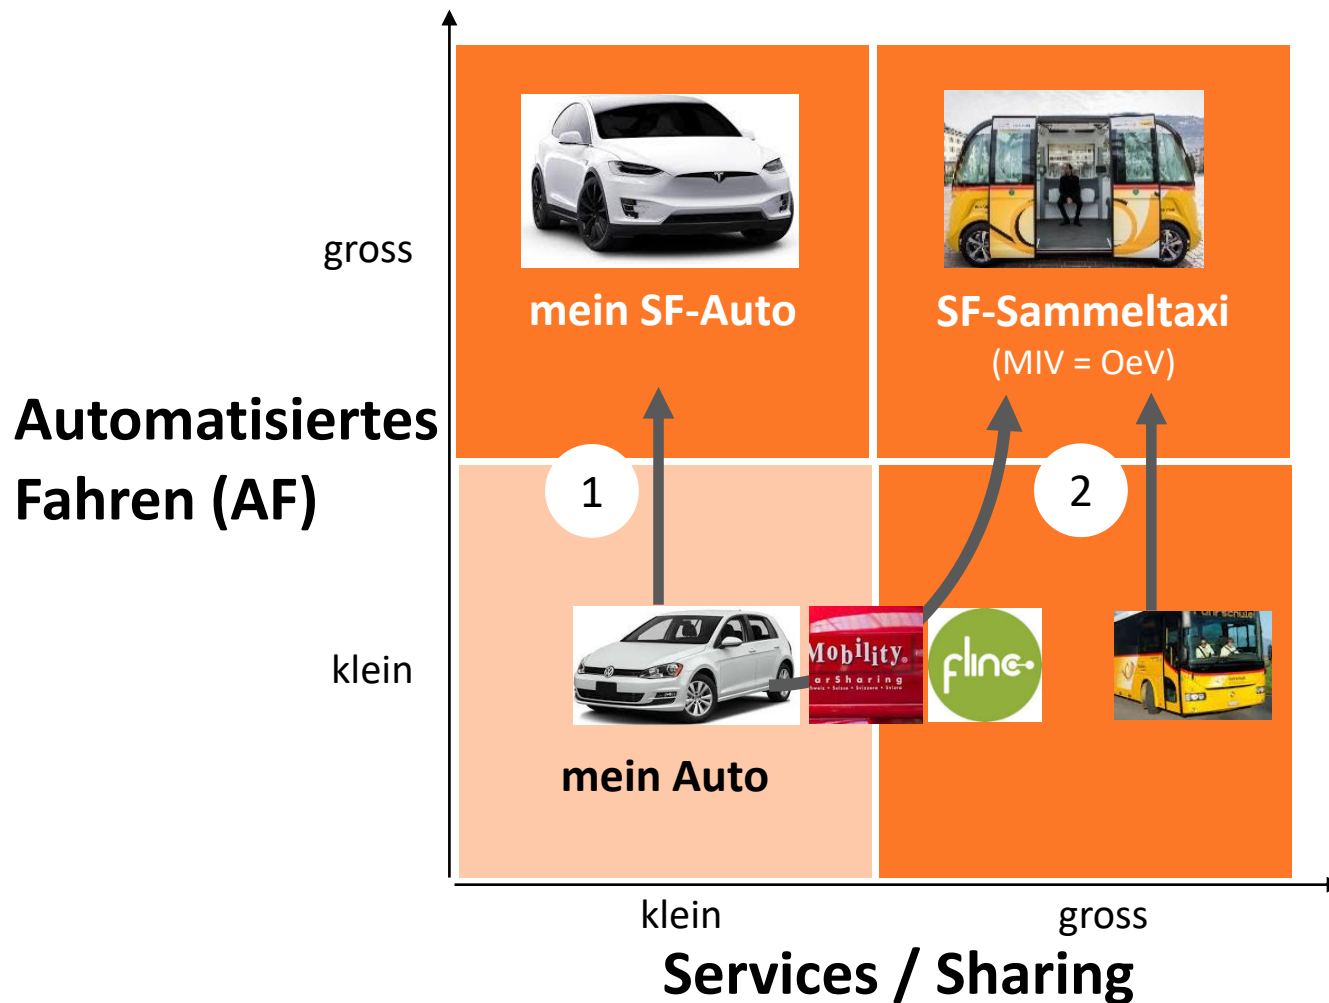 gross
mein SF-Auto
SF-Sammeltaxi
(MIV = OeV)
Automatisiertes
Fahren (AF)
1
2
klein
Mobility
arSharing
flinc
mein Auto
klein
gross
Services / Sharing